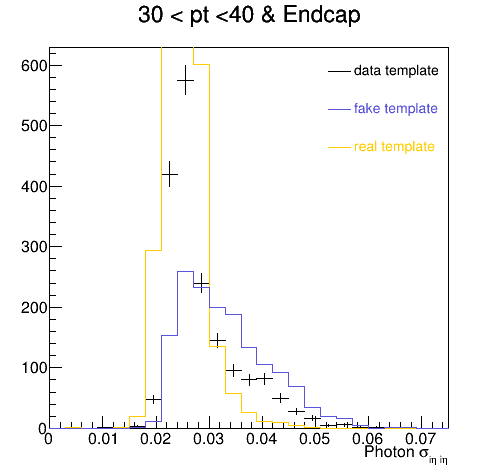 30 < pt <40 & Endcap
600
500
400
300
200
100
0
data template
fake template
real template
0 0.01 0.02 0.03 0.04 0.05 0.06 0.07
Photon σiη iη